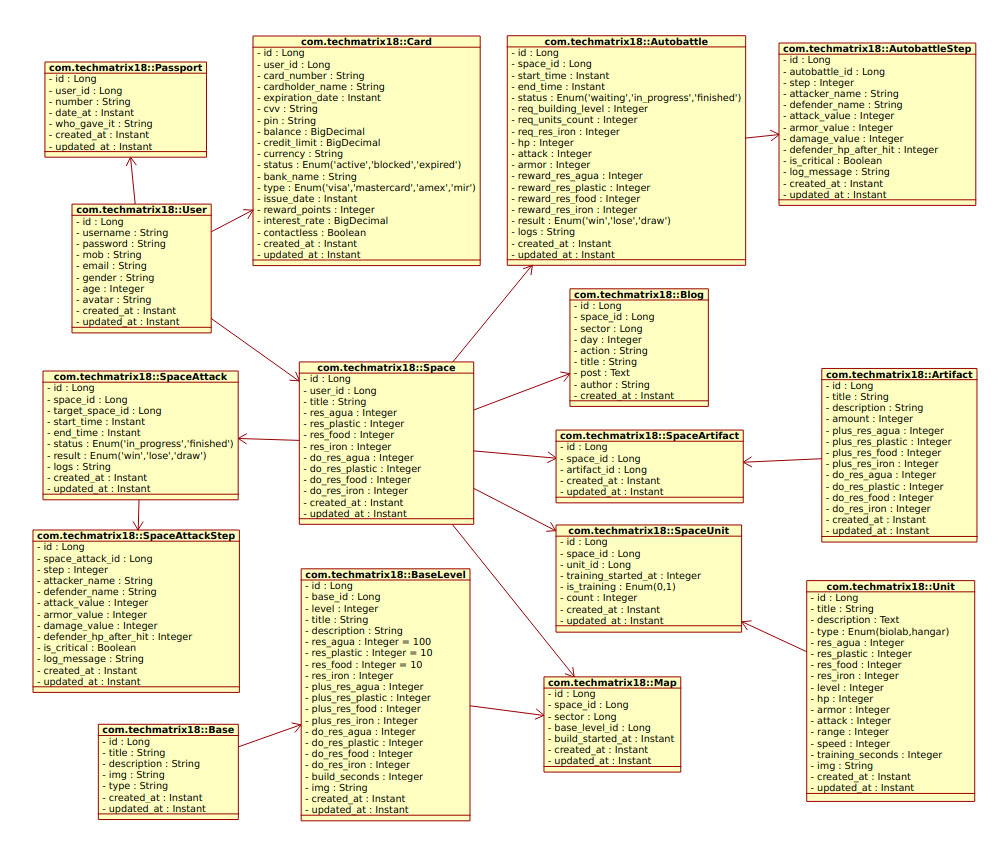 com.techmatrix18::Passport
- id : Long
- user_id : Long
- number : String
- date_at : Instant
- who_gave_it : String
- created_at : Instant
- updated_at : Instant
com.techmatrix18::Card
- id : Long
- user_id : Long
- card_number : String
- cardholder_name : String
- expiration_date : Instant
- cvv : String
- pin : String
- balance : BigDecimal
- credit_limit : BigDecimal
- currency : String
- status : Enum('active','blocked','expired')
- bank_name : String
- type : Enum('visa','mastercard','amex','mir')
- issue_date : Instant
- reward_points : Integer
- interest_rate : BigDecimal
- contactless : Boolean
- created_at : Instant
- updated_at : Instant
com.techmatrix18::Autobattle
- id : Long
- space_id : Long
- start_time : Instant
- end_time : Instant
- status : Enum('waiting','in_progress','finished')
- req_building_level : Integer
- req_units_count : Integer
- req_res_iron : Integer
- hp : Integer
- attack : Integer
- armor : Integer
- reward_res_agua : Integer
- reward_res_plastic : Integer
- reward_res_food : Integer
- reward_res_iron : Integer
- result : Enum('win','lose','draw')
- logs : String
- created_at : Instant
- updated_at : Instant
com.techmatrix18::AutobattleStep
- id : Long
- autobattle_id : Long
- step : Integer
- attacker_name : String
- defender_name : String
- attack_value : Integer
- armor_value : Integer
- damage_value : Integer
- defender_hp_after_hit : Integer
- is_critical : Boolean
- log_message : String
- created_at : Instant
- updated_at : Instant
com.techmatrix18::User
- id : Long
- username : String
- password : String
- mob : String
- email : String
- gender : String
- age : Integer
- avatar : String
- created_at : Instant
- updated_at : Instant
com.techmatrix18::Blog
- id : Long
- space_id : Long
- sector : Long
- day : Integer
- action : String
- title : String
- post : Text
- author : String
- created_at : Instant
com.techmatrix18::Space
- id : Long
- user_id : Long
- title : String
- res_agua : Integer
- res_plastic : Integer
- res_food : Integer
- res_iron : Integer
- do_res_agua : Integer
- do_res_plastic : Integer
- do_res_food : Integer
- do_res_iron : Integer
- created_at : Instant
- updated_at : Instant
com.techmatrix18::SpaceAttack
- id : Long
- space_id : Long
- target_space_id : Long
- start_time : Instant
- end_time : Instant
- status : Enum('in_progress','finished')
- result : Enum('win','lose','draw')
- logs : String
- created_at : Instant
- updated_at : Instant
com.techmatrix18::Artifact
- id : Long
- title : String
- description : String
- amount : Integer
- plus_res_agua : Integer
- plus_res_plastic : Integer
- plus_res_food : Integer
- plus_res_iron : Integer
- do_res_agua : Integer
- do_res_plastic : Integer
- do_res_food : Integer
- do_res_iron : Integer
- created_at : Instant
- updated_at : Instant
com.techmatrix18::SpaceArtifact
- id : Long
- space_id : Long
- artifact_id : Long
- created_at : Instant
- updated_at : Instant
com.techmatrix18::SpaceUnit
- id : Long
- space_id : Long
- unit_id : Long
- training_started_at : Integer
- is_training : Enum(0,1)
- count : Integer
- created_at : Instant
- updated_at : Instant
com.techmatrix18::SpaceAttackStep
- id : Long
- space_attack_id : Long
- step : Integer
- attacker_name : String
- defender_name : String
- attack_value : Integer
- armor_value : Integer
- damage_value : Integer
- defender_hp_after_hit : Integer
- is_critical : Boolean
- log_message : String
- created_at : Instant
- updated_at : Instant
com.techmatrix18::BaseLevel
- id : Long
- base_id : Long
- level : Integer
- title : String
- description : String
- res_agua : Integer = 100
- res_plastic : Integer = 10
- res_food : Integer = 10
- res_iron : Integer
- plus_res_agua : Integer
- plus_res_plastic : Integer
- plus_res_food : Integer
- plus_res_iron : Integer
- do_res_agua : Integer
- do_res_plastic : Integer
- do_res_food : Integer
- do_res_iron : Integer
- build_seconds : Integer
- img : String
- created_at : Instant
- updated_at : Instant
com.techmatrix18::Unit
- id : Long
- title : String
- description : Text
- type : Enum(biolab,hangar)
- res_agua : Integer
- res_plastic : Integer
- res_food : Integer
- res_iron : Integer
- level : Integer
- hp : Integer
- armor : Integer
- attack : Integer
- range : Integer
- speed : Integer
- training_seconds : Integer
- img : String
- created_at : Instant
- updated_at : Instant
com.techmatrix18::Map
- id : Long
- space_id : Long
- sector : Long
- base_level_id : Long
- build_started_at : Instant
- created_at : Instant
- updated_at : Instant
com.techmatrix18::Base
- id : Long
- title : String
- description : String
- img : String
- type : String
- created_at : Instant
- updated_at : Instant